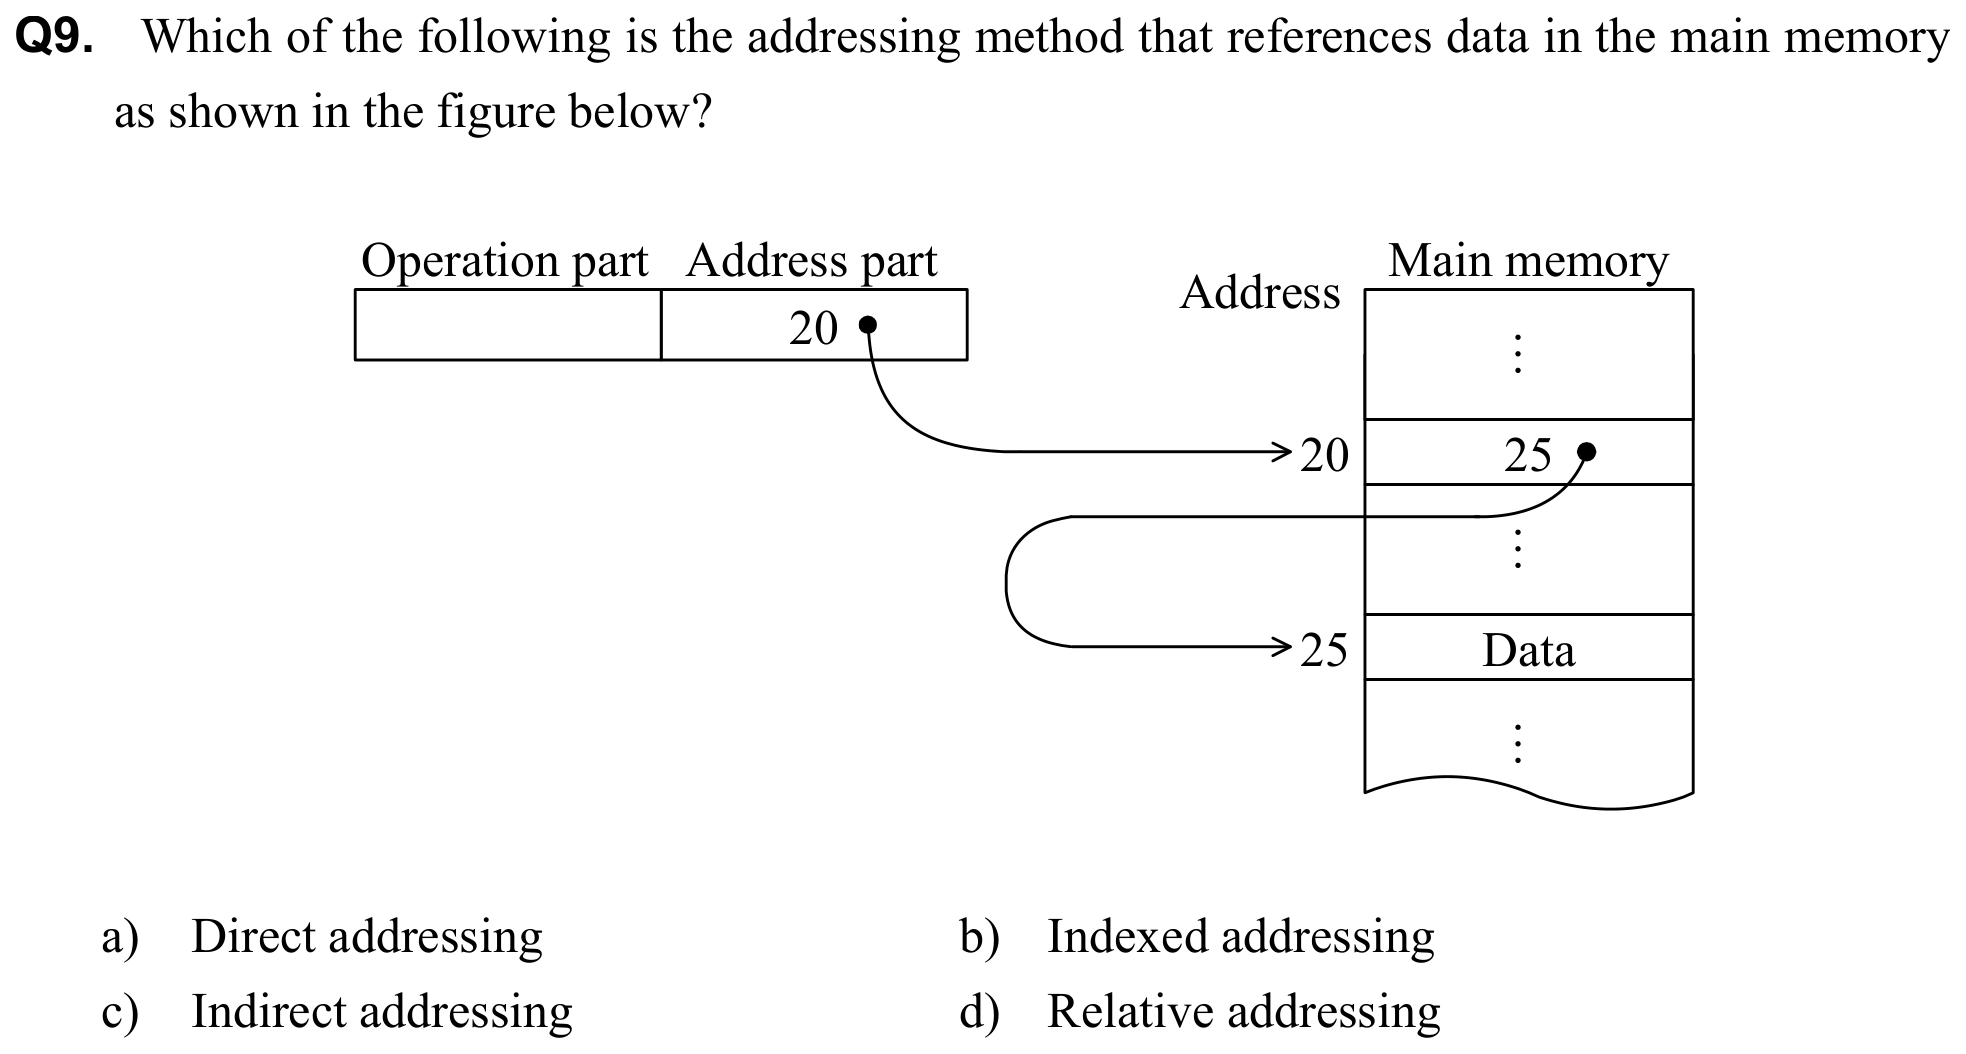 Q9. Which of the following is the addressing method that references data in the main memory
as shown in the figure below?
Operation part Address part
Main memory
Address
20
⋮
20 25
⋮
25 Data
⋮
a) Direct addressing b) Indexed addressing
c) Indirect addressing d) Relative addressing